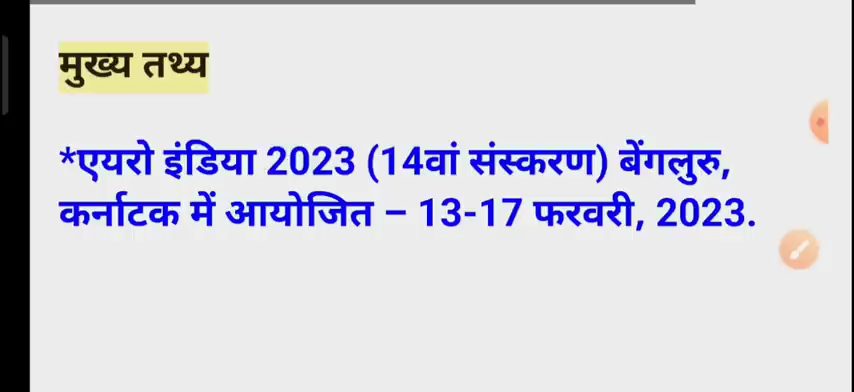 मुख्य तथ्य
*एयरो इंडिया 2023 (14वां संस्करण) बेंगलुरु,
कर्नाटक में आयोजित – 13-17 फरवरी, 2023.